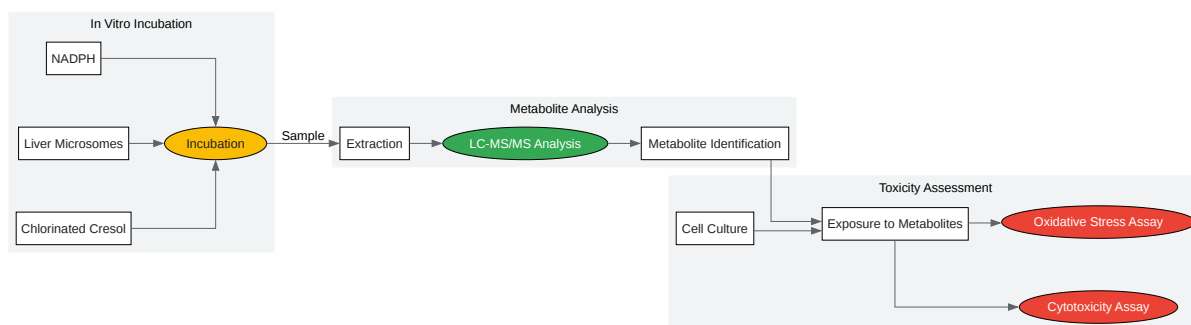 In Vitro Incubation
NADPH
Liver Microsomes
Incubation
Chlorinated Cresol
Sample
Metabolite Analysis
Extraction
LC-MS/MS Analysis
Metabolite Identification
Toxicity Assessment
Cell Culture
Exposure to Metabolites
Oxidative Stress Assay
Cytotoxicity Assay